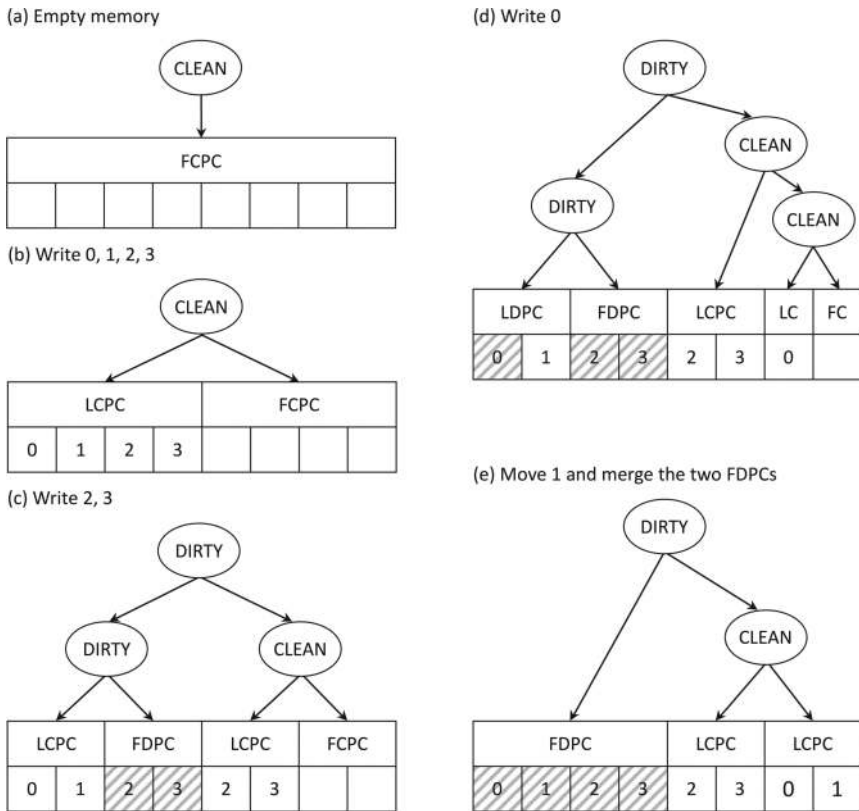 (a) Empty memory
CLEAN
FCPC
(b) Write 0, 1, 2, 3
CLEAN
LCPC FCPC
0 1 2 3
(c) Write 2, 3
DIRTY
DIRTY CLEAN
LCPC FDPC LCPC FCPC
0 1 2 3 2 3
(d) Write 0
DIRTY
CLEAN
DIRTY
CLEAN
LDPC FDPC LCPC LC FC
0 1 2 3 2 3 0
(e) Move 1 and merge the two FDPCs
DIRTY
CLEAN
FDPC LCPC LCPC
0 1 2 3 2 3 0 1